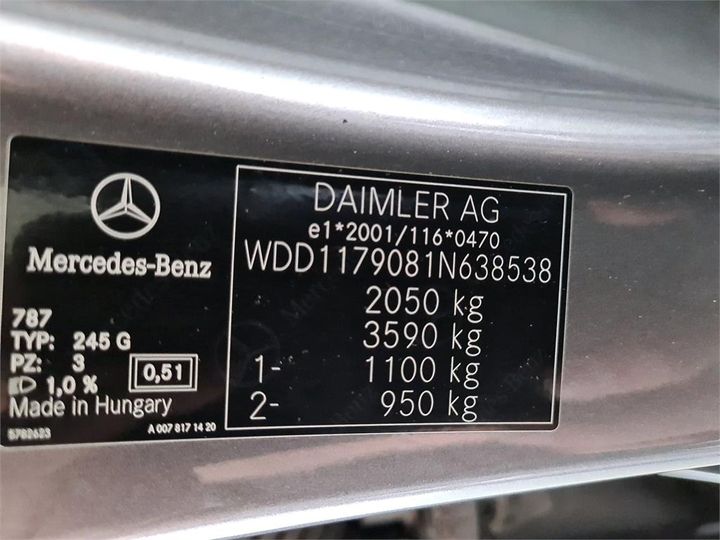 Mercedes-Benz
787
TYP: 245 G
PZ: 3
1,0 %
0,51
Made in Hungary
5782623
A 007 817 14 20
DAIMLER AG
e1*2001/116*0470
WDD1179081N638538
2050 kg
3590 kg
1- 1100 kg
2- 950 kg